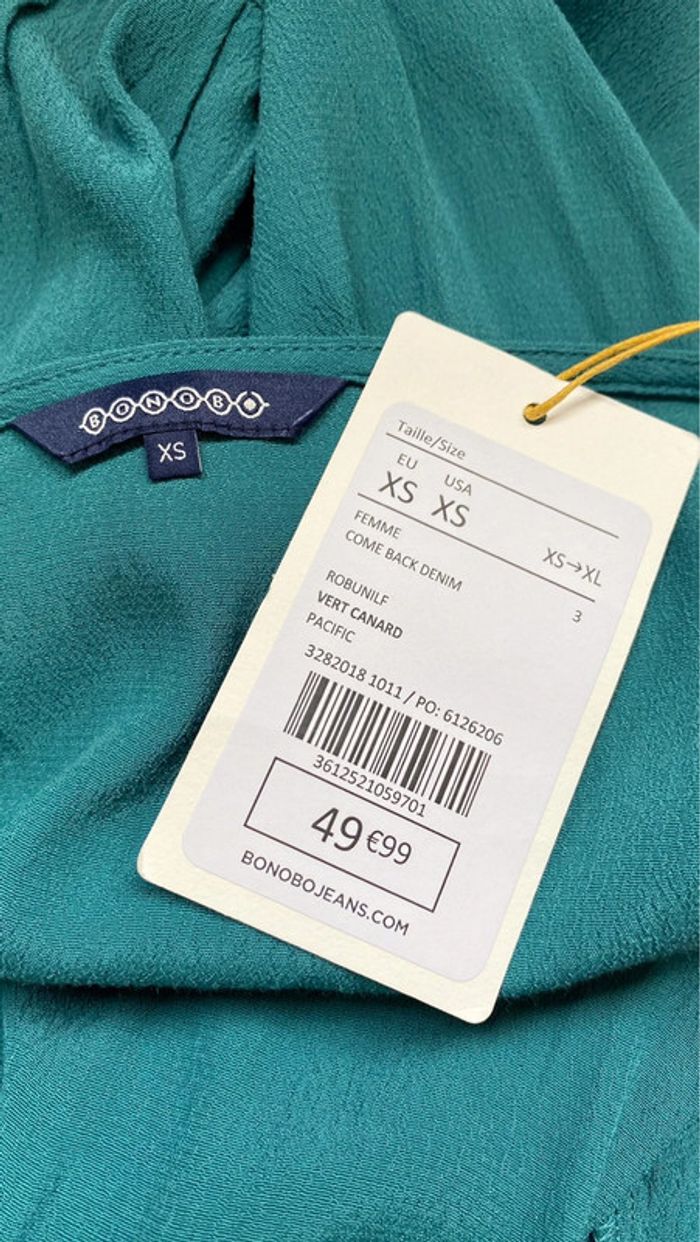 BONOBO
XS
Taille/Size
EU USA
XS XS
FEMME XS→XL
COME BACK DENIM 3
ROBUNILF
VERT CANARD
PACIFIC
3282018 1011 / PO: 6126206
3612521059701
49€99
BONOBOJEANS.COM